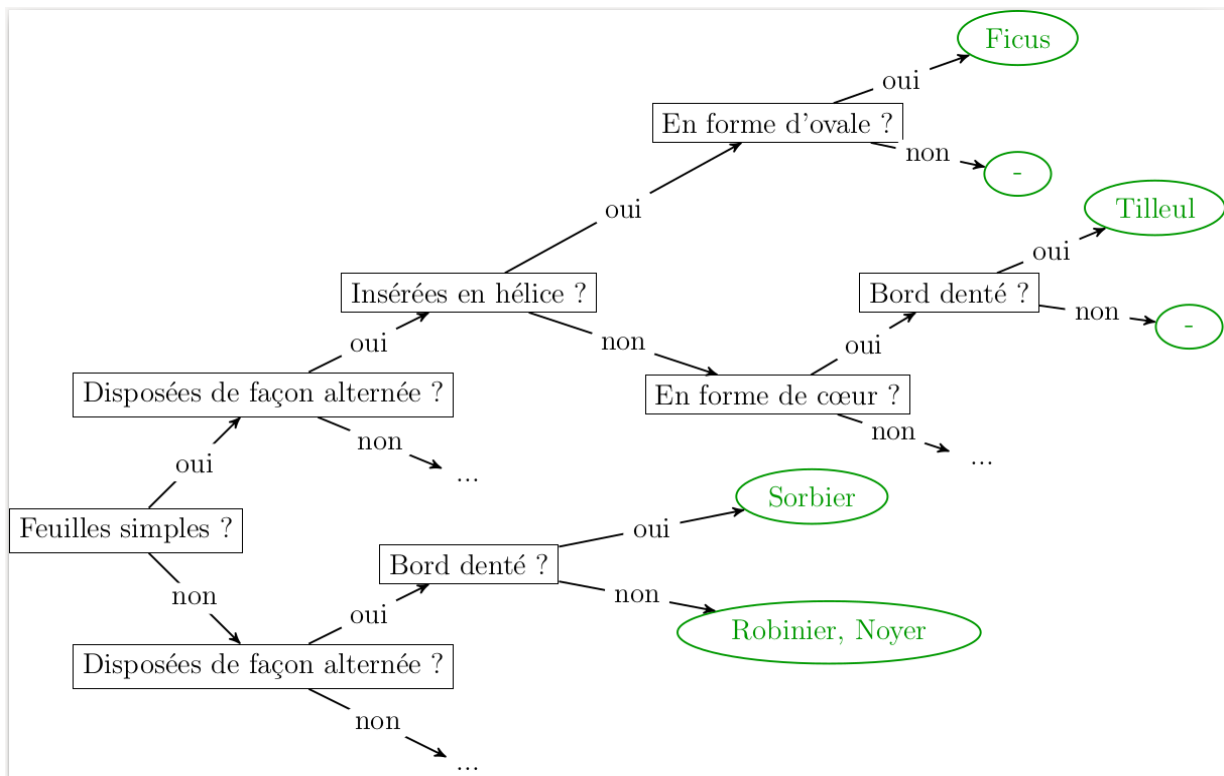 Ficus
oui
En forme d'ovale ?
non
-
oui
Tilleul
oui
Insérées en hélice ?
Bord denté ?
non
-
oui
non
oui
Disposées de façon alternée ?
En forme de cœur ?
non
non
...
oui
...
Sorbier
Feuilles simples ?
oui
Bord denté ?
non
non
oui
Robinier, Noyer
Disposées de façon alternée ?
non
...